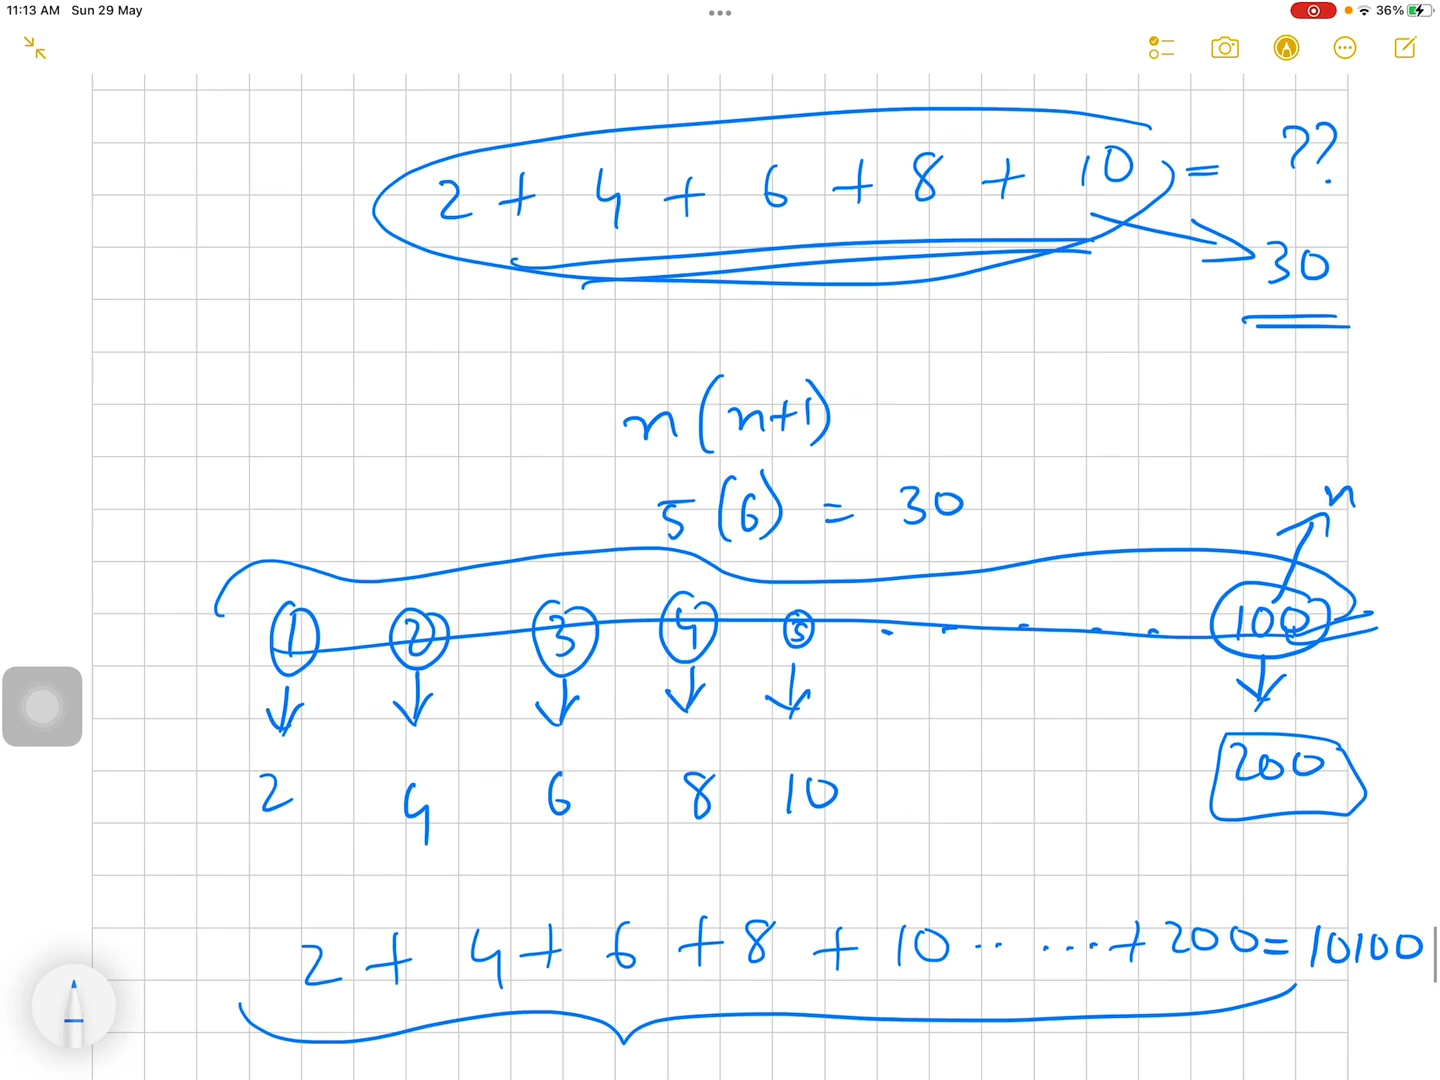 11:13 AM Sun 29 May
36%
2 + 4 + 6 + 8 + 10 = ??
30
n(n+1)
5(6) = 30
n
1 2 3 4 5 . . . . . 100
2 4 6 8 10 200
2 + 4 + 6 + 8 + 10 ..... + 200 = 10100